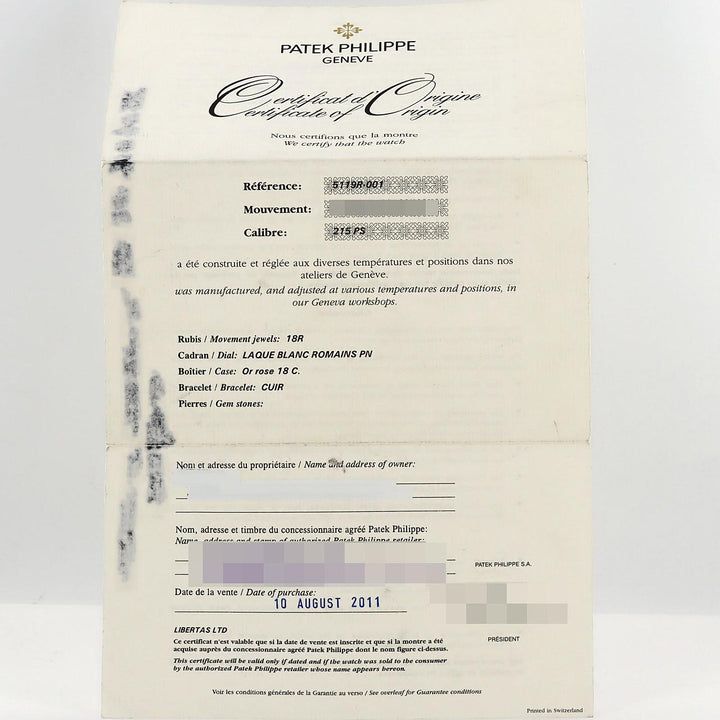 PATEK PHILIPPE
GENEVE
Certificat d'Origine
Certificate of Origin
Nous certifions que la montre
We certify that the watch
Référence: 5119R-001
Mouvement:
Calibre: 215 PS
a été construite et réglée aux diverses températures et positions dans nos
ateliers de Genève.
was manufactured, and adjusted at various temperatures and positions, in
our Geneva workshops.
Rubis / Movement jewels: 18R
Cadran / Dial: LAQUE BLANC ROMAINS PN
Boîtier / Case: Or rose 18 C.
Bracelet / Bracelet: CUIR
Pierres / Gem stones:
Nom et adresse du propriétaire / Name and address of owner:
Nom, adresse et timbre du concessionnaire agréé Patek Philippe:
Name, address and stamp of authorized Patek Philippe retailer:
PATEK PHILIPPE S.A.
Date de la vente / Date of purchase:
10 AUGUST 2011
LIBERTAS LTD
PRÉSIDENT
Ce certificat n'est valable que si la date de vente est inscrite et que si la montre a été
acquise auprès du concessionnaire agréé Patek Philippe dont le nom figure ci-dessus.
This certificate will be valid only if dated and if the watch was sold to the consumer
by the authorized Patek Philippe retailer whose name appears hereon.
Voir les conditions générales de la Garantie au verso / See overleaf for Guarantee conditions
Printed in Switzerland